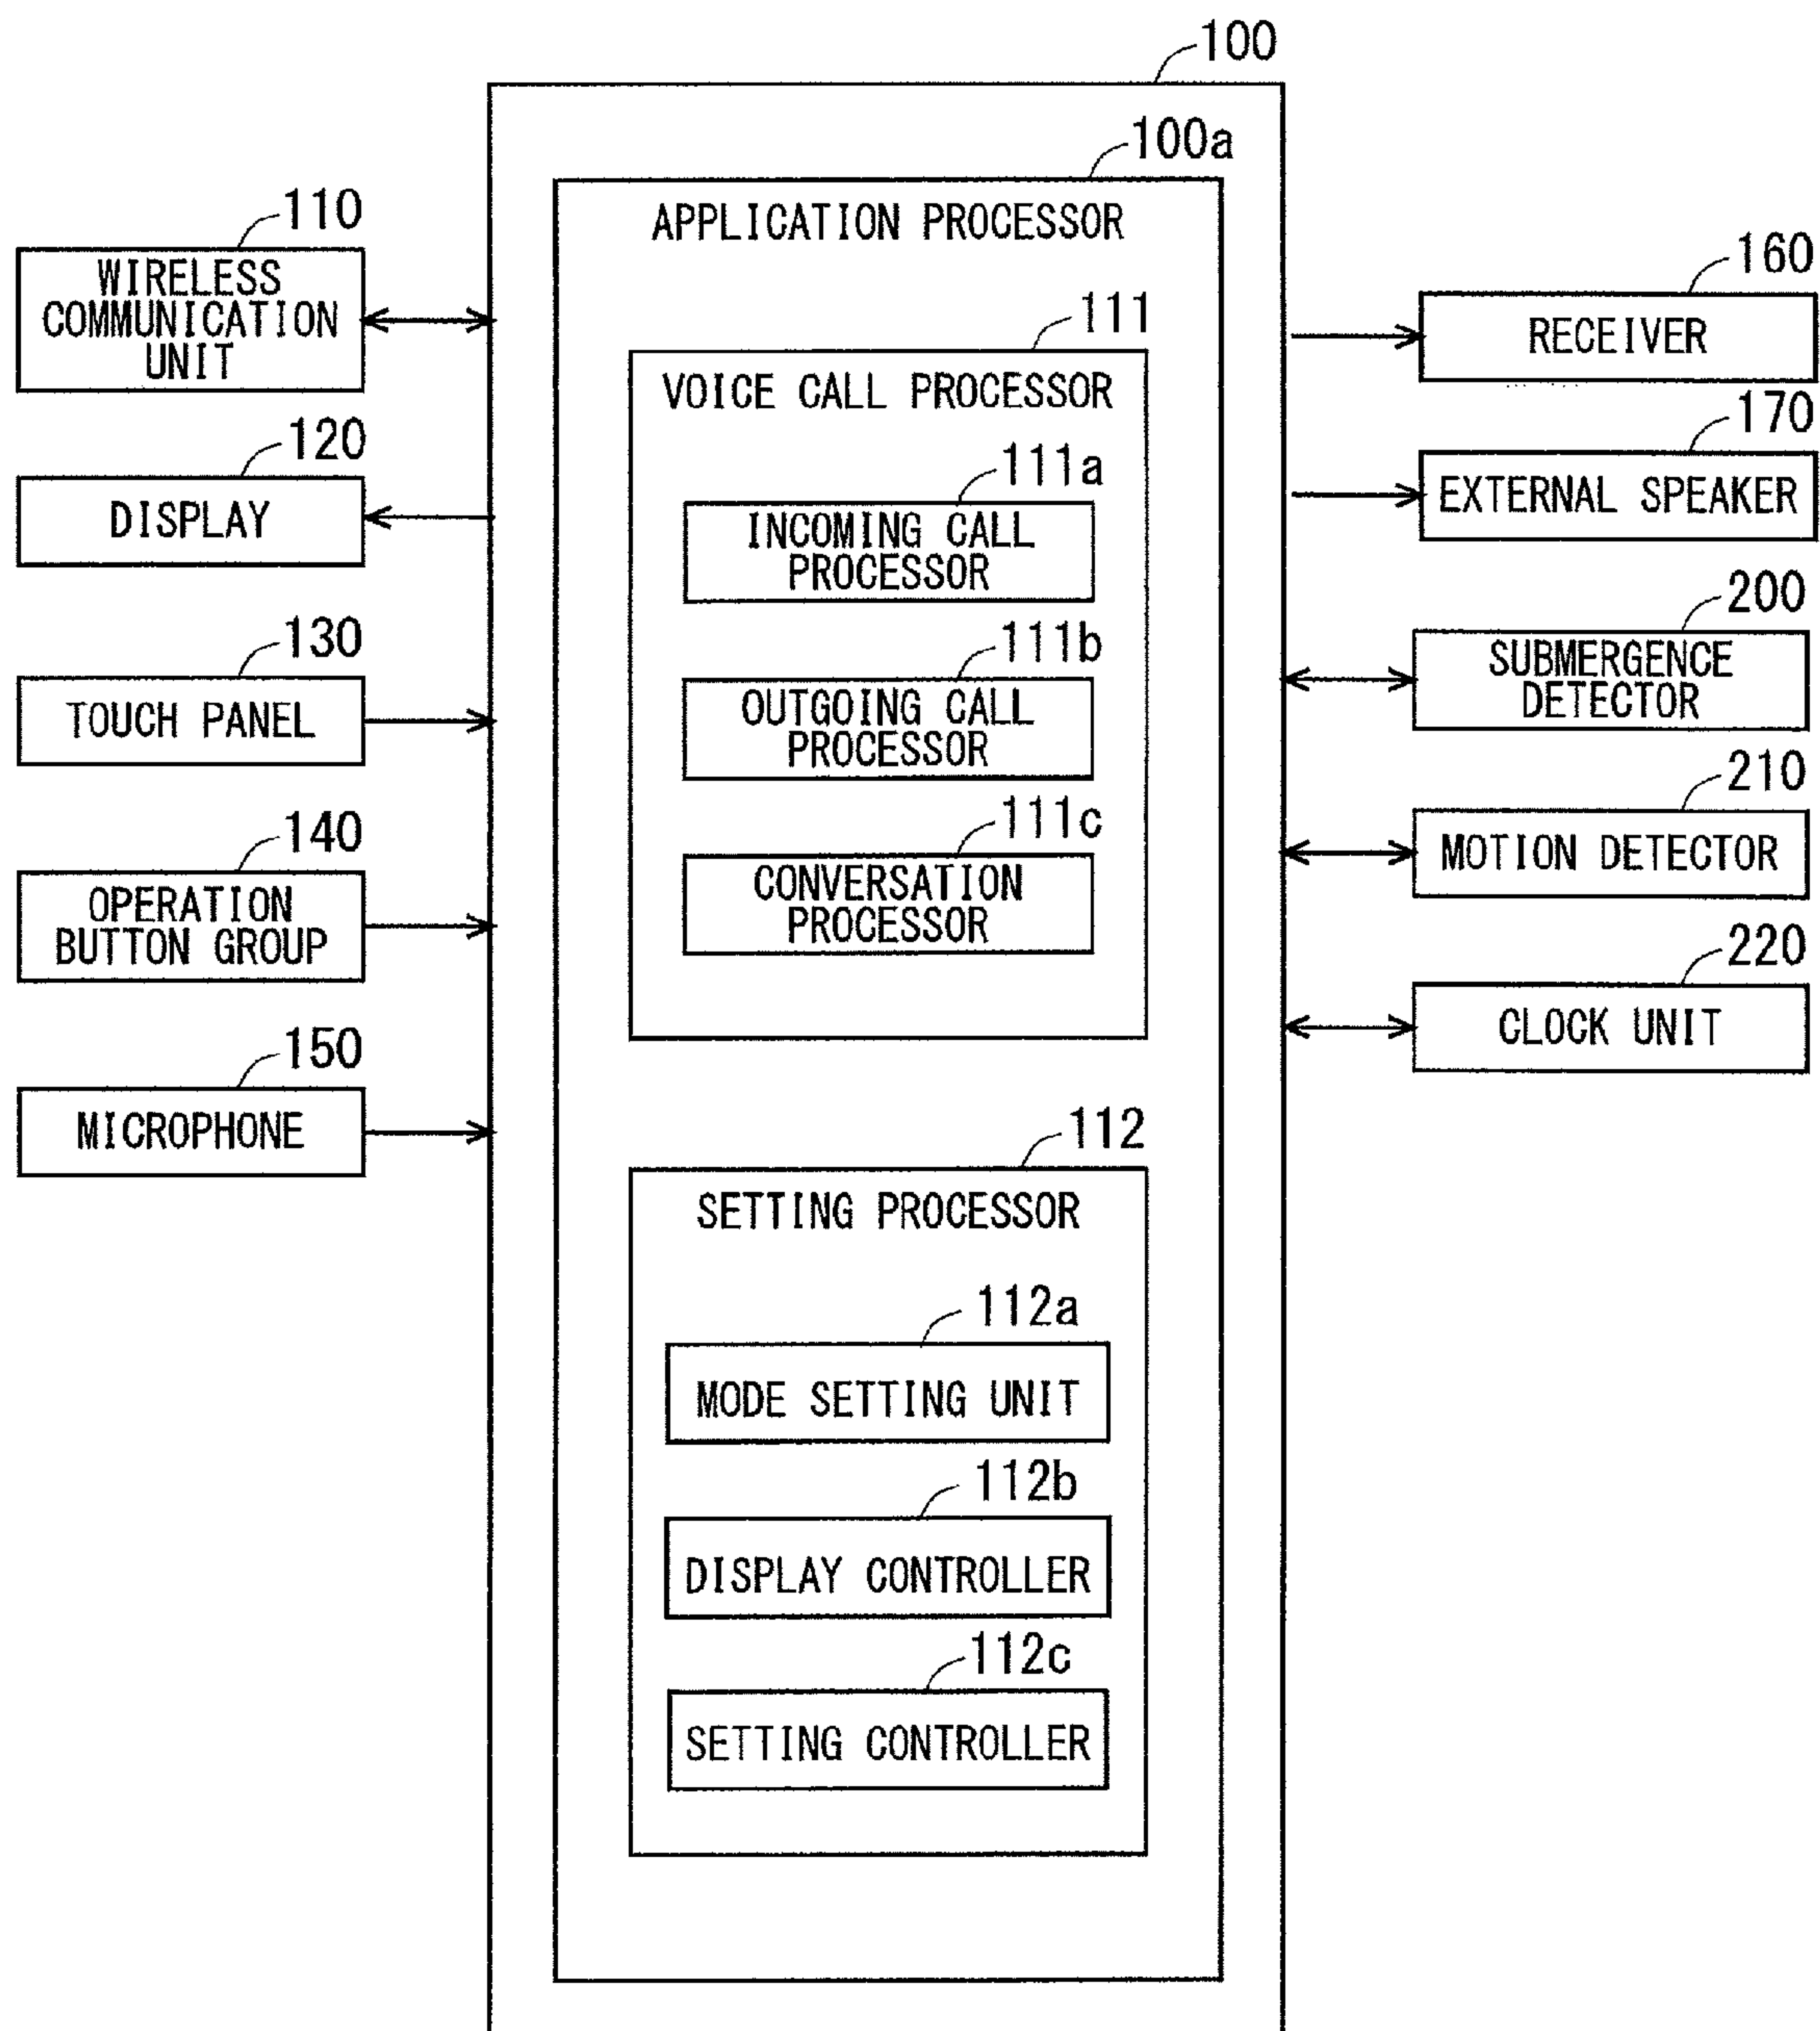 100
100a
APPLICATION PROCESSOR
110
WIRELESS
COMMUNICATION
UNIT
120
DISPLAY
130
TOUCH PANEL
140
OPERATION
BUTTON GROUP
150
MICROPHONE
111
VOICE CALL PROCESSOR
111a
INCOMING CALL
PROCESSOR
111b
OUTGOING CALL
PROCESSOR
111c
CONVERSATION
PROCESSOR
112
SETTING PROCESSOR
112a
MODE SETTING UNIT
112b
DISPLAY CONTROLLER
112c
SETTING CONTROLLER
160
RECEIVER
170
EXTERNAL SPEAKER
200
SUBMERGENCE
DETECTOR
210
MOTION DETECTOR
220
CLOCK UNIT